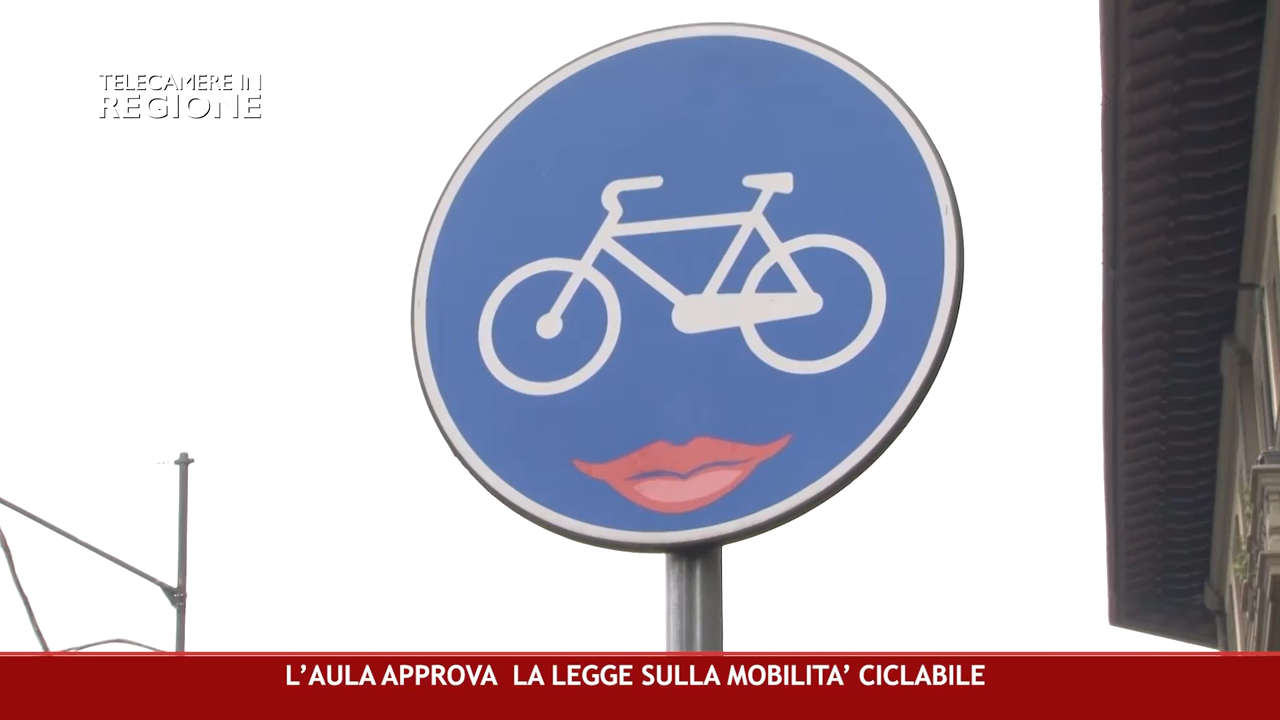 TELECAMERE IN
REGIONE
L'AULA APPROVA LA LEGGE SULLA MOBILITA' CICLABILE